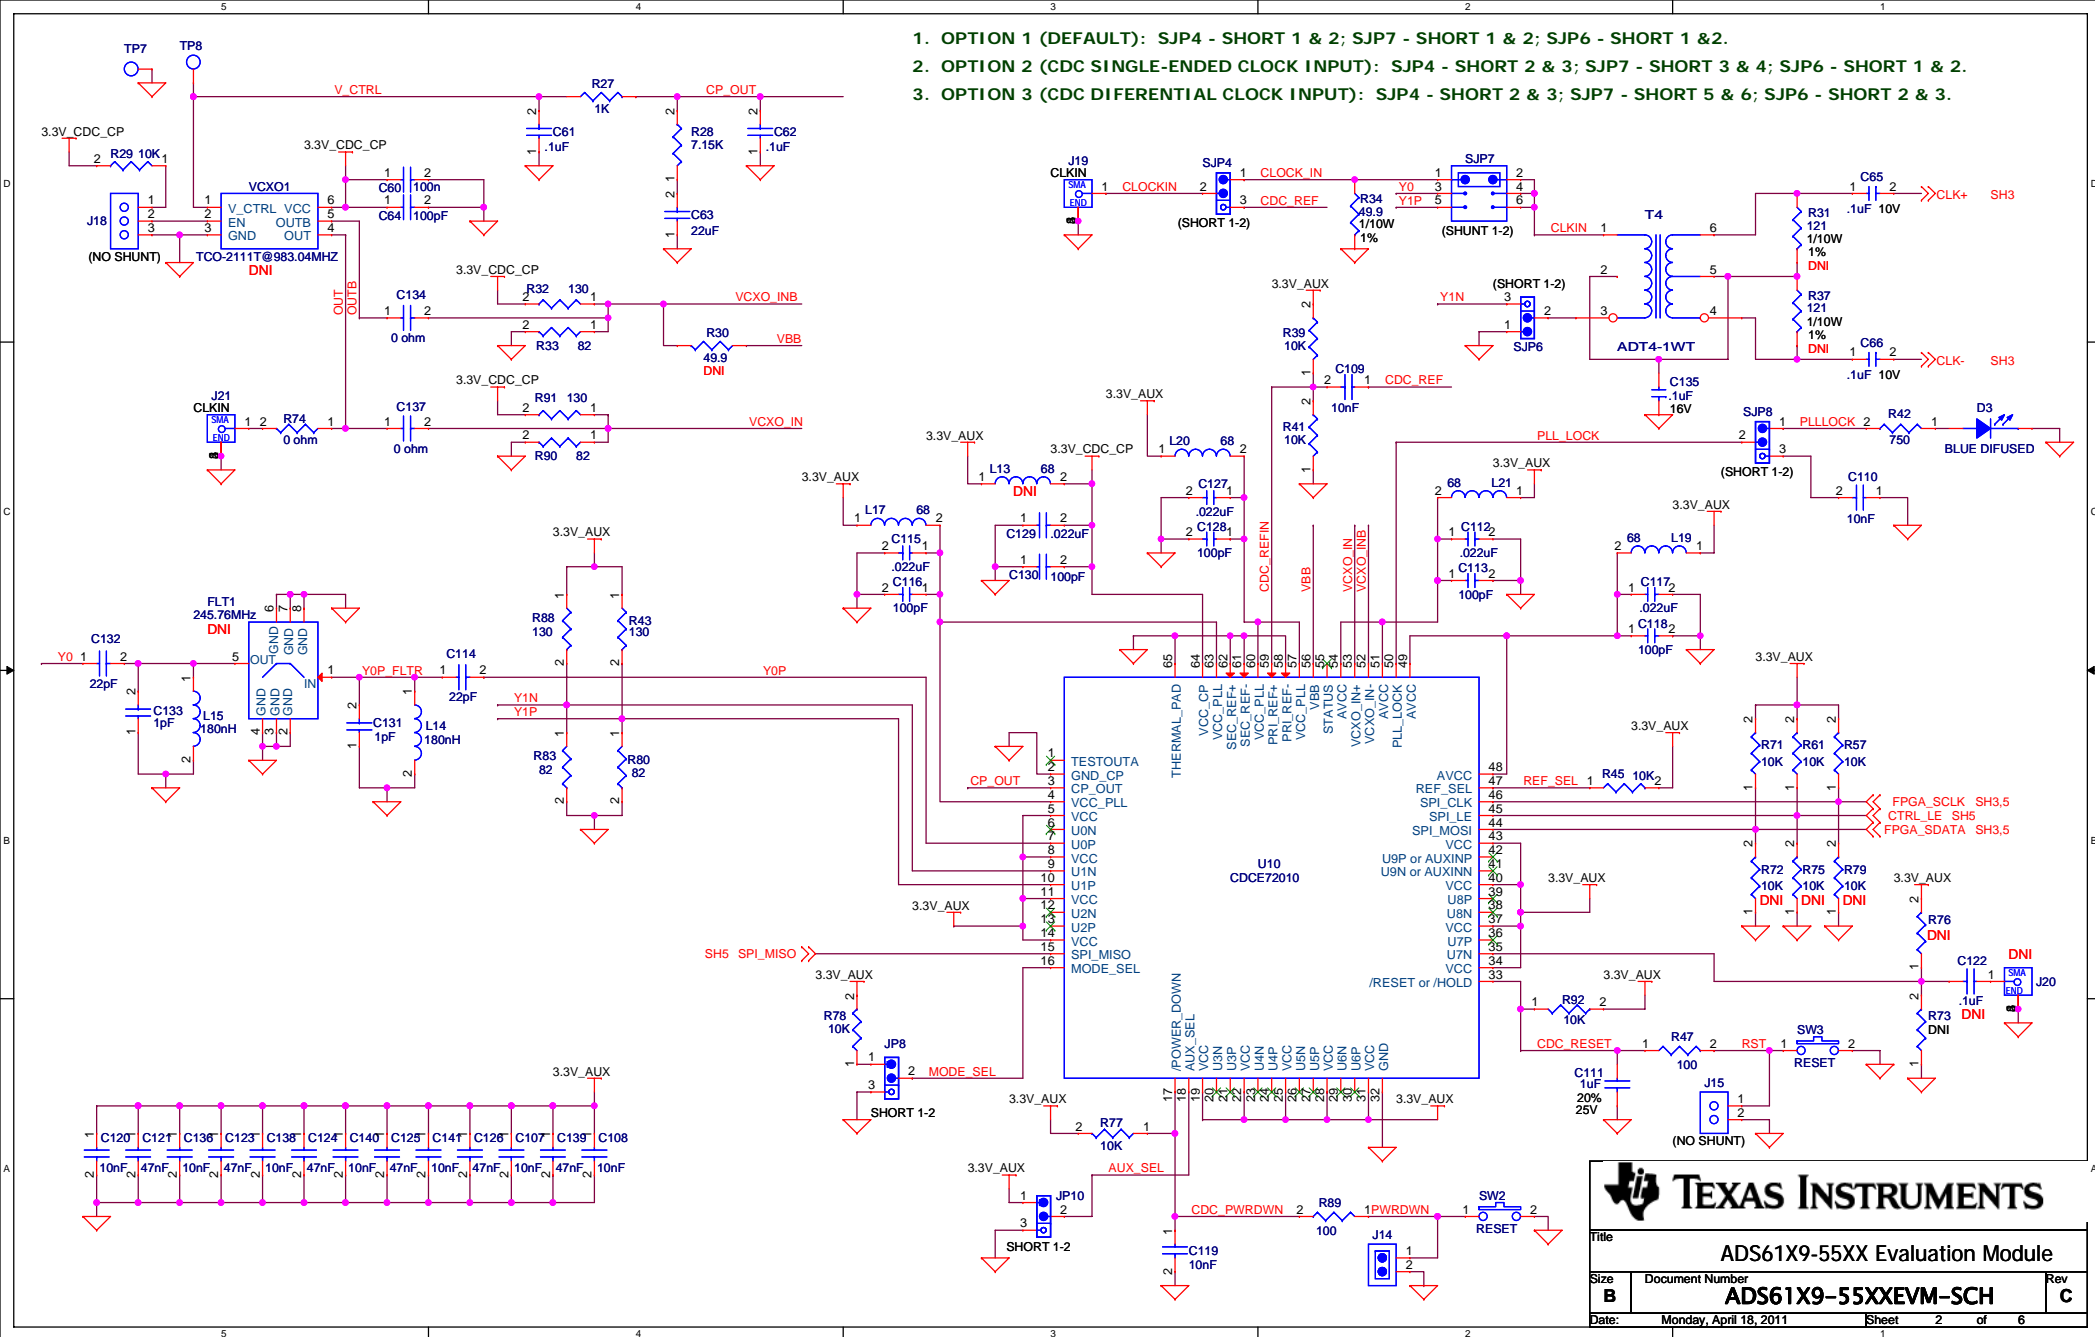 1. OPTION 1 (DEFAULT): SJP4 - SHORT 1 & 2; SJP7 - SHORT 1 & 2; SJP6 - SHORT 1 &2.
2. OPTION 2 (CDC SINGLE-ENDED CLOCK INPUT): SJP4 - SHORT 2 & 3; SJP7 - SHORT 3 & 4; SJP6 - SHORT 1 & 2.
3. OPTION 3 (CDC DIFERENTIAL CLOCK INPUT): SJP4 - SHORT 2 & 3; SJP7 - SHORT 5 & 6; SJP6 - SHORT 2 & 3.
TP7
TP8
V_CTRL
R27
1K
CP_OUT
C61
.1uF
R28
7.15K
C62
.1uF
C63
22uF
3.3V_CDC_CP
R29 10K
3.3V_CDC_CP
C60 100n
C64 100pF
VCXO1
V_CTRL VCC
EN OUTB
GND OUT
TCO-2111T@983.04MHZ
DNI
J18
(NO SHUNT)
OUT
OUTB
C134
0 ohm
3.3V_CDC_CP
R32 130
R33 82
VCXO_INB
R30
49.9
DNI
VBB
3.3V_CDC_CP
R91 130
R90 82
VCXO_IN
J21
CLKIN
SMA
END
R74
0 ohm
C137
0 ohm
J19
CLKIN
SMA
END
CLOCKIN
SJP4
(SHORT 1-2)
CLOCK_IN
CDC_REF
R34
49.9
1/10W
1%
Y0
Y1P
SJP7
(SHUNT 1-2)
CLKIN
T4
ADT4-1WT
(SHORT 1-2)
Y1N
SJP6
C65
.1uF 10V
CLK+ SH3
R31
121
1/10W
1%
DNI
R37
121
1/10W
1%
DNI
C66
.1uF 10V
CLK- SH3
C135
.1uF
16V
3.3V_AUX
R39
10K
C109
10nF
CDC_REF
R41
10K
PLL_LOCK
SJP8
(SHORT 1-2)
PLLLOCK
R42
750
D3
BLUE DIFUSED
C110
10nF
3.3V_AUX
L17 68
C115
.022uF
C116
100pF
3.3V_AUX
L13 68
DNI
3.3V_CDC_CP
C129 .022uF
C130 100pF
3.3V_AUX
L20 68
C127
.022uF
C128
100pF
CDC_REFIN
VBB
VCXO_IN
VCXO_INB
3.3V_AUX
68 L21
C112
.022uF
C113
100pF
3.3V_AUX
68 L19
C117
.022uF
C118
100pF
FLT1
245.76MHz
DNI
GND
GND
GND
OUT
IN
GND
GND
GND
Y0
C132
22pF
C133
1pF
L15
180nH
Y0P_FLTR
C131
1pF
L14
180nH
C114
22pF
3.3V_AUX
R88
130
R43
130
R83
82
R80
82
Y0P
Y1N
Y1P
CP_OUT
3.3V_AUX
SH5 SPI_MISO
U10
CDCE72010
THERMAL_PAD
VCC_CP
VCC_PLL
SEC_REF+
SEC_REF-
VCC_PLL
PRI_REF+
PRI_REF-
VCC_PLL
VBB
STATUS
AVCC
VCXO_IN+
VCXO_IN-
AVCC
PLL_LOCK
AVCC
TESTOUTA
GND_CP
CP_OUT
VCC_PLL
VCC
U0N
U0P
VCC
U1N
U1P
VCC
U2N
U2P
VCC
SPI_MISO
MODE_SEL
AVCC
REF_SEL
SPI_CLK
SPI_LE
SPI_MOSI
VCC
U9P or AUXINP
U9N or AUXINN
VCC
U8P
U8N
VCC
U7P
U7N
VCC
/RESET or /HOLD
/POWER_DOWN
AUX_SEL
VCC
U3N
U3P
VCC
U4N
U4P
VCC
U5N
U5P
VCC
U6N
U6P
VCC
GND
REF_SEL
R45 10K
3.3V_AUX
3.3V_AUX
R71
10K
R61
10K
R57
10K
FPGA_SCLK SH3,5
CTRL_LE SH5
FPGA_SDATA SH3,5
R72
10K
DNI
R75
10K
DNI
R79
10K
DNI
3.3V_AUX
3.3V_AUX
R76
DNI
R73
DNI
C122
.1uF
DNI
DNI
SMA
END
J20
3.3V_AUX
R92
10K
CDC_RESET
R47
100
RST
SW3
RESET
C111
1uF
20%
25V
J15
(NO SHUNT)
3.3V_AUX
R78
10K
JP8
MODE_SEL
SHORT 1-2
3.3V_AUX
R77
10K
3.3V_AUX
3.3V_AUX
JP10
AUX_SEL
SHORT 1-2
CDC_PWRDWN
R89
100
PWRDWN
SW2
RESET
C119
10nF
J14
3.3V_AUX
C120 C121 C136 C123 C138 C124 C140 C125 C141 C126 C107 C139 C108
10nF 47nF 10nF 47nF 10nF 47nF 10nF 47nF 10nF 47nF 10nF 47nF 10nF
TEXAS INSTRUMENTS
Title
ADS61X9-55XX Evaluation Module
Size
B
Document Number
ADS61X9-55XXEVM-SCH
Rev
C
Date: Monday, April 18, 2011 Sheet 2 of 6